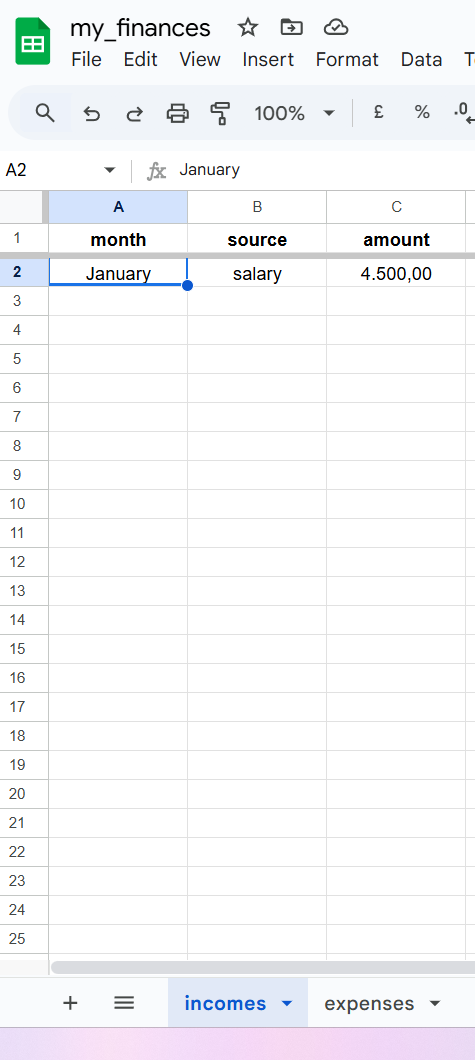 my_finances
File Edit View Insert Format Data
100% £ % .0
A2 fx January
A B C
1 month source amount
2 January salary 4.500,00
3
4
5
6
7
8
9
10
11
12
13
14
15
16
17
18
19
20
21
22
23
24
25
+ incomes expenses